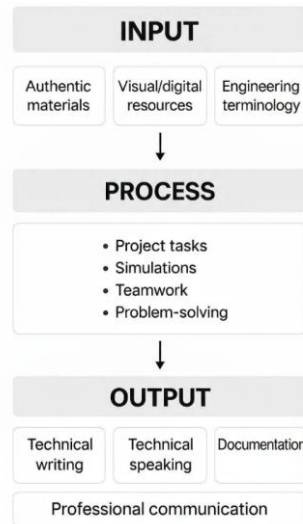 INPUT
Authentic materials
Visual/digital resources
Engineering terminology
PROCESS
• Project tasks
• Simulations
• Teamwork
• Problem-solving
OUTPUT
Technical writing
Technical speaking
Documentation
Professional communication